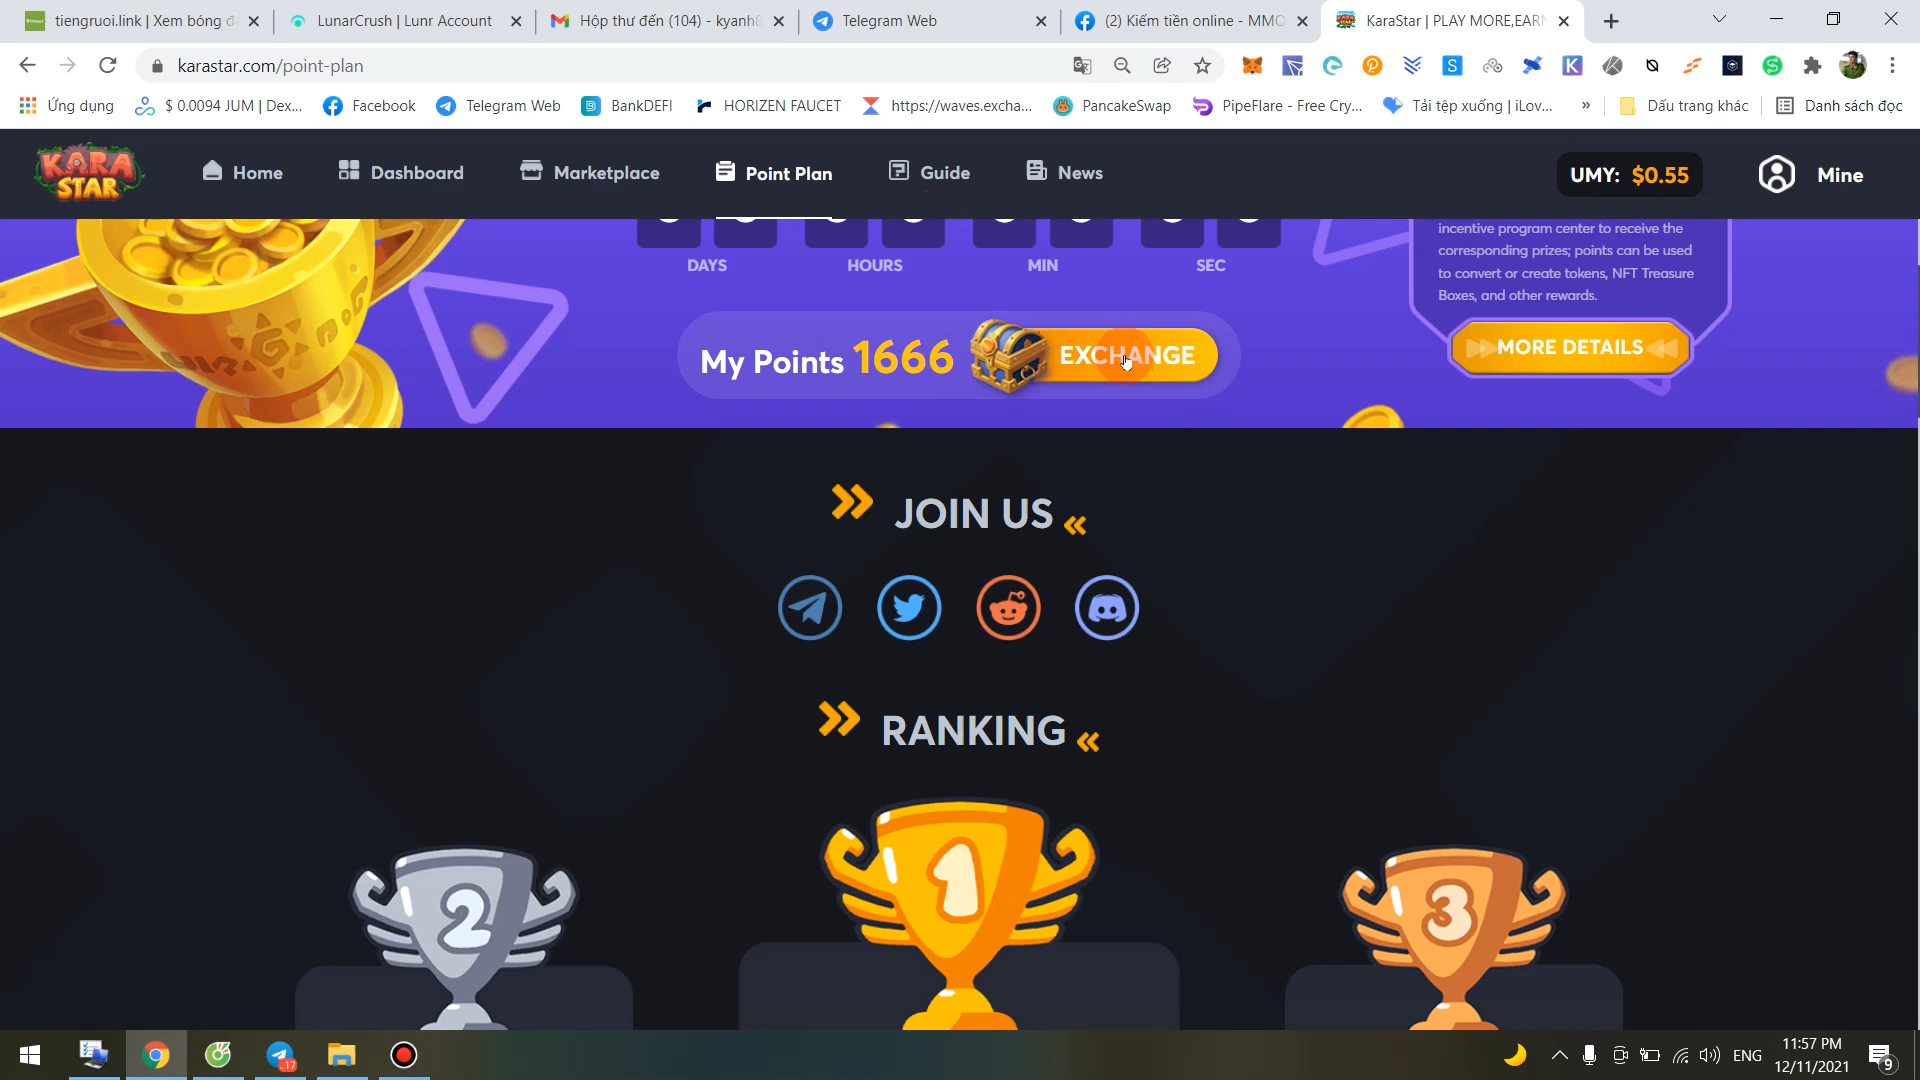 tiengruoi.link | Xem bóng đ
LunarCrush | Lunr Account
Hộp thư đến (104) - kyanh8
Telegram Web
(2) Kiếm tiền online - MMO
KaraStar | PLAY MORE,EARN
karastar.com/point-plan
Ứng dụng
$ 0.0094 JUM | Dex...
Facebook
Telegram Web
BankDEFI
HORIZEN FAUCET
https://waves.excha...
PancakeSwap
PipeFlare - Free Cry...
Tải tệp xuống | iLov...
»
Dấu trang khác
Danh sách đọc
KARA
STAR
Home
Dashboard
Marketplace
Point Plan
Guide
News
UMY: $0.55
Mine
DAYS
HOURS
MIN
SEC
incentive program center to receive the
corresponding prizes; points can be used
to convert or create tokens, NFT Treasure
Boxes, and other rewards.
MORE DETAILS
My Points 1666
EXCHANGE
JOIN US
RANKING
2
1
3
..17
ENG
11:57 PM
12/11/2021
9